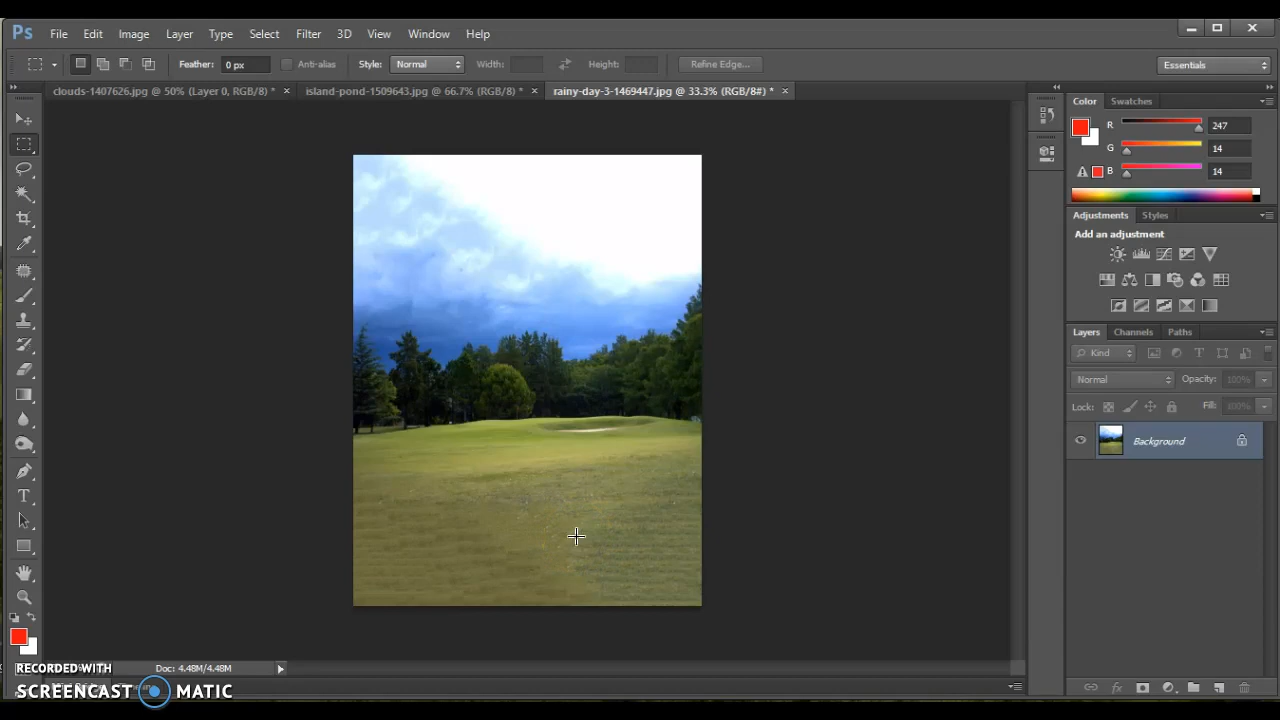 Ps File Edit Image Layer Type Select Filter 3D View Window Help
Feather: 0 px Anti-alias Style: Normal Width: Height: Refine Edge... Essentials
clouds-1407626.jpg @ 50% (Layer 0, RGB/8) * × island-pond-1509643.jpg @ 66.7% (RGB/8) * × rainy-day-3-1469447.jpg @ 33.3% (RGB/8#) * ×
Color Swatches
R 247
G 14
B 14
Adjustments Styles
Add an adjustment
Layers Channels Paths
Kind
Normal Opacity: 100%
Lock: Fill: 100%
Background
Doc: 4.48M/4.48M
RECORDED WITH
SCREENCAST MATIC